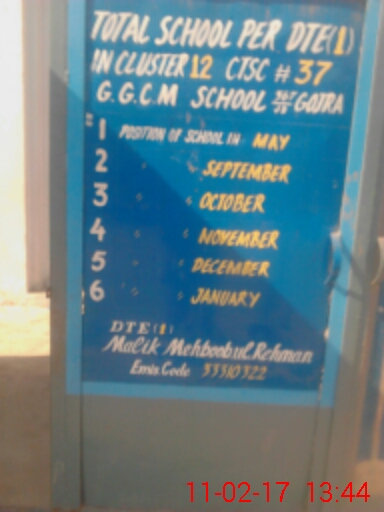 TOTAL SCHOOL PER DTE(1)
IN CLUSTER 12 CTSC # 37
G.G.C.M SCHOOL GOJRA
1 POSITION OF SCHOOL IN MAY
2 " " SEPTEMBER
3 " " OCTOBER
4 " " NOVEMBER
5 " " DECEMBER
6 " " JANUARY
DTE(1)
Malik Mehboobul Rehman
Emis Code 33310322
11-02-17 13:44